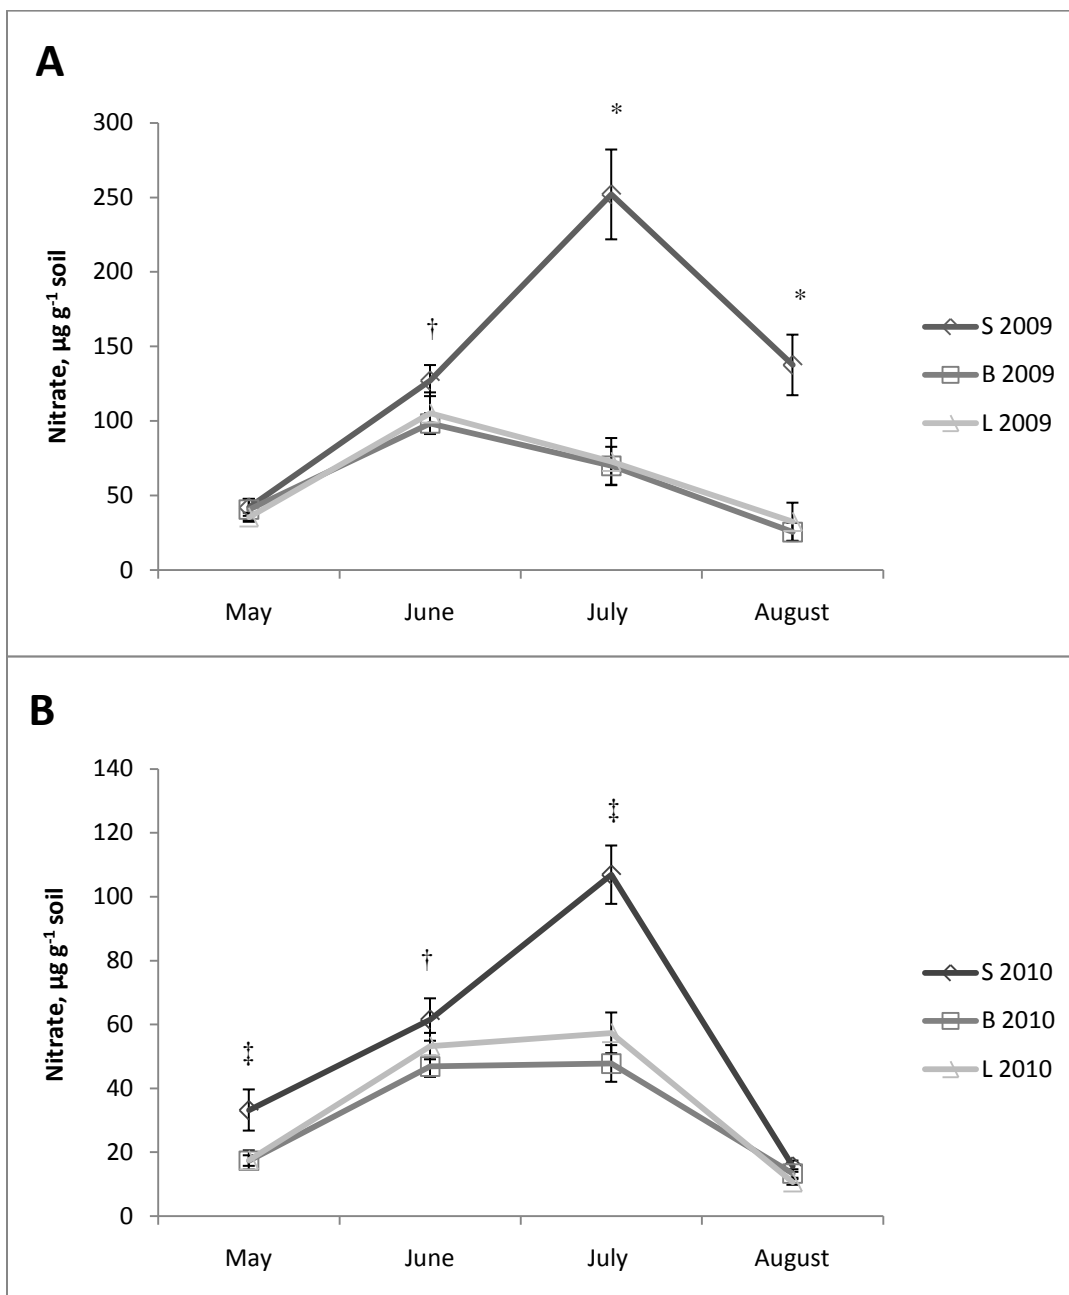 A
300
250
200
150
100
50
0
Nitrate, µg g⁻¹ soil
*
*
†
S 2009
B 2009
L 2009
May June July August
B
140
120
100
80
60
40
20
0
Nitrate, µg g⁻¹ soil
‡
†
‡
S 2010
B 2010
L 2010
May June July August